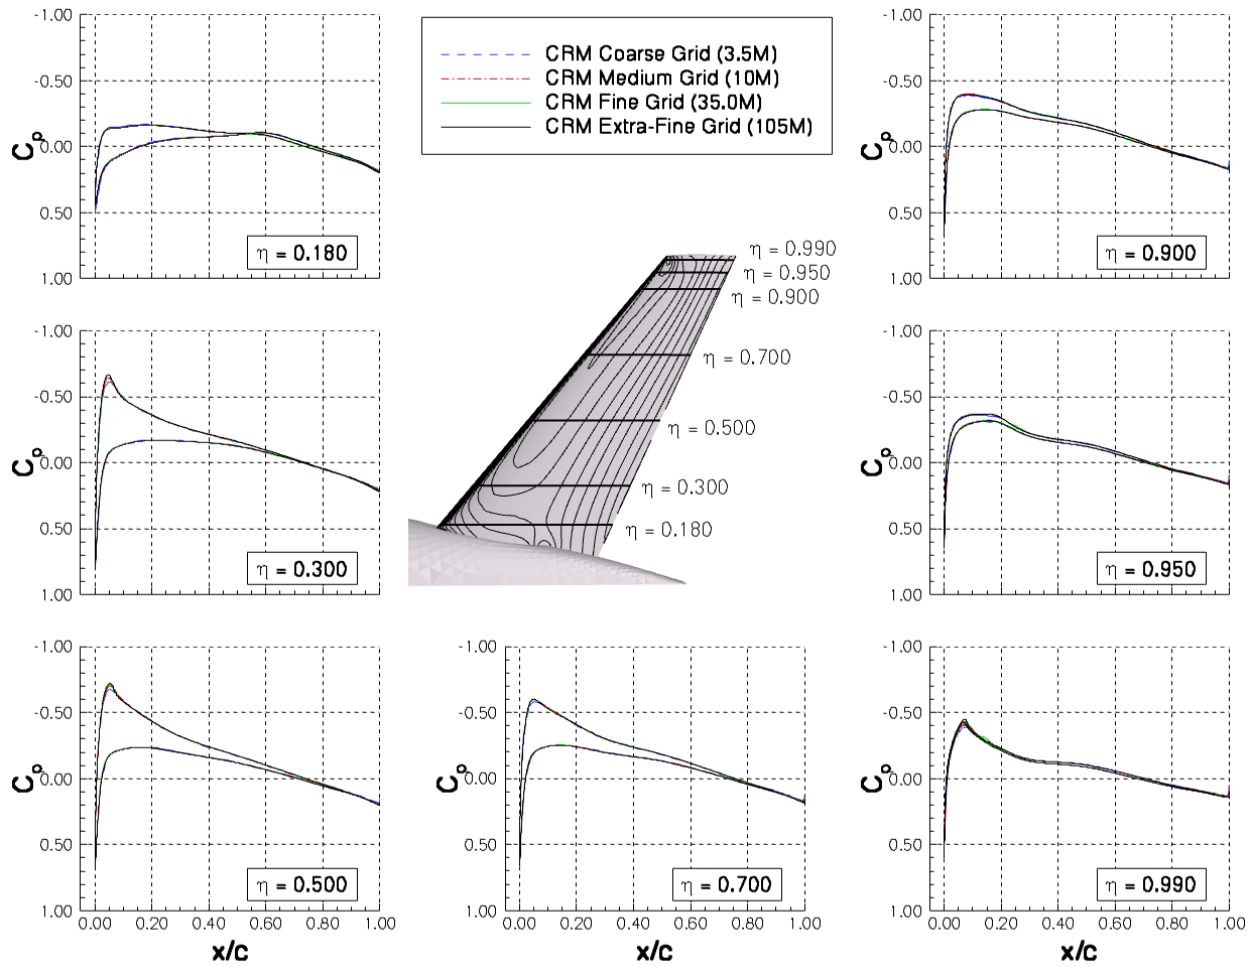 CRM Coarse Grid (3.5M)
CRM Medium Grid (10M)
CRM Fine Grid (35.0M)
CRM Extra-Fine Grid (105M)
-1.00
-0.50
0.00
0.50
1.00
Cp
η = 0.180
-1.00
-0.50
0.00
0.50
1.00
Cp
η = 0.900
η = 0.990
η = 0.950
η = 0.900
η = 0.700
η = 0.500
η = 0.300
η = 0.180
-1.00
-0.50
0.00
0.50
1.00
Cp
η = 0.300
-1.00
-0.50
0.00
0.50
1.00
Cp
η = 0.950
-1.00
-0.50
0.00
0.50
1.00
Cp
η = 0.500
0.00 0.20 0.40 0.60 0.80 1.00
x/c
-1.00
-0.50
0.00
0.50
1.00
Cp
η = 0.700
0.00 0.20 0.40 0.60 0.80 1.00
x/c
-1.00
-0.50
0.00
0.50
1.00
Cp
η = 0.990
0.00 0.20 0.40 0.60 0.80 1.00
x/c